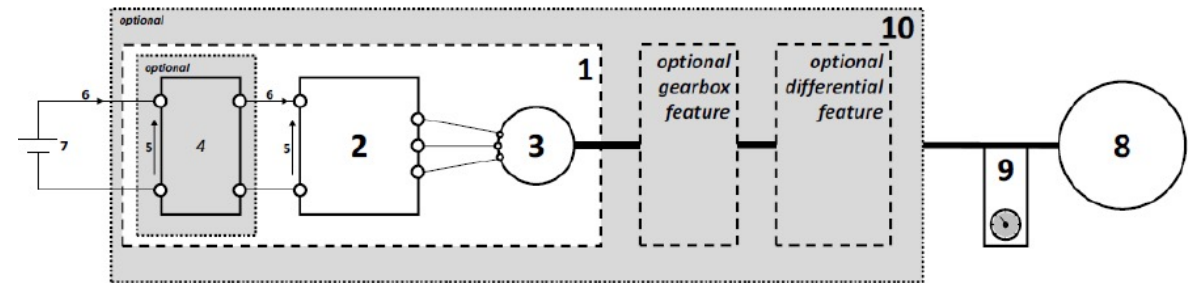 optional
10
optional
1
optional
gearbox
feature
optional
differential
feature
6
6
7
5
4
5
2
3
9
8